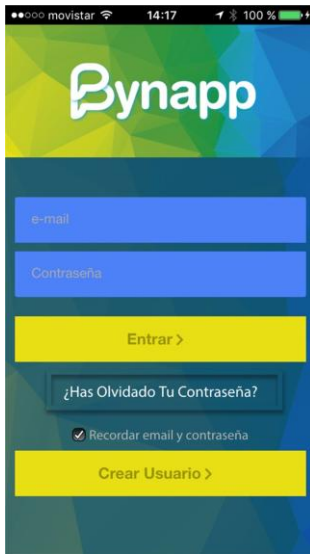 movistar 14:17 100 %
Bynapp
e-mail
Contraseña
Entrar >
¿Has Olvidado Tu Contraseña?
Recordar email y contraseña
Crear Usuario >